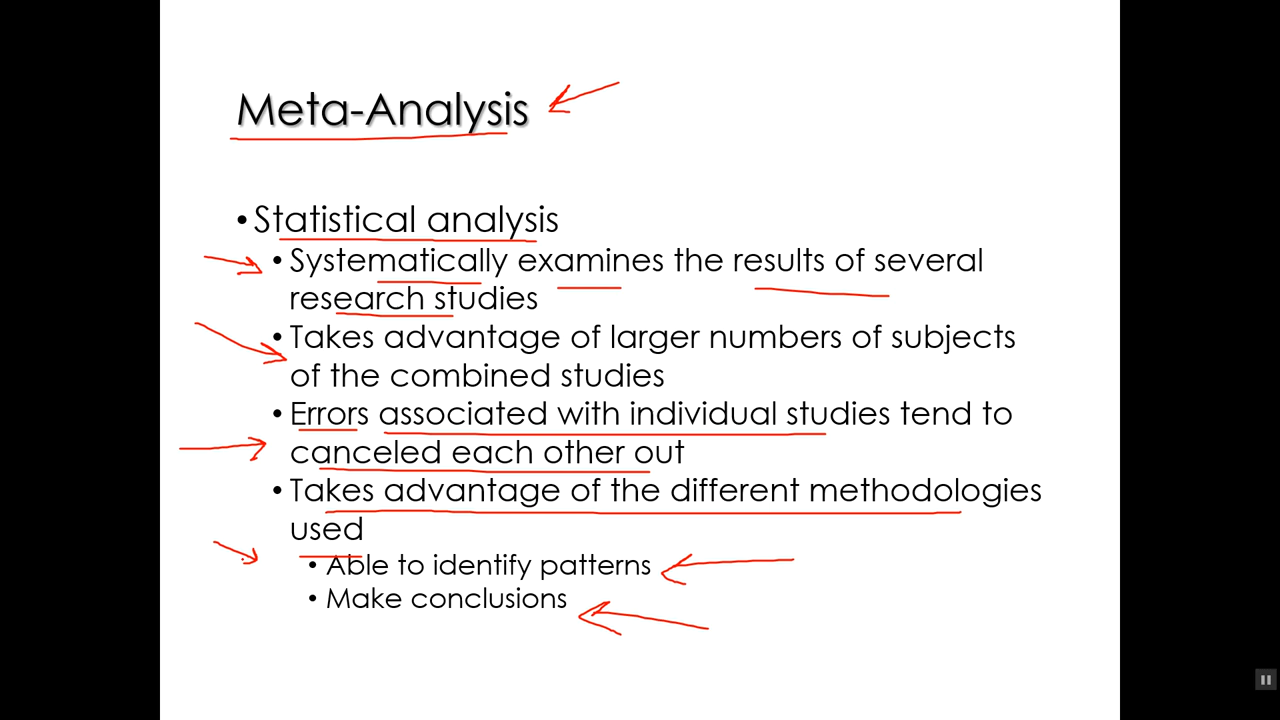 Meta-Analysis
• Statistical analysis
• Systematically examines the results of several
research studies
• Takes advantage of larger numbers of subjects
of the combined studies
• Errors associated with individual studies tend to
canceled each other out
• Takes advantage of the different methodologies
used
• Able to identify patterns
• Make conclusions